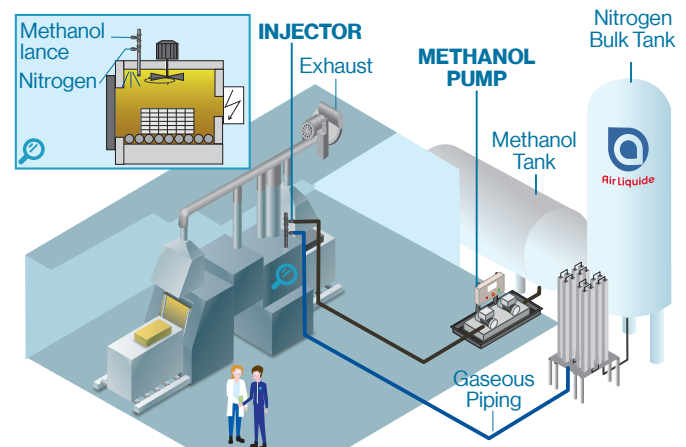 Methanol
lance
Nitrogen
INJECTOR
Exhaust
METHANOL
PUMP
Methanol
Tank
Nitrogen
Bulk Tank
Air Liquide
Gaseous
Piping